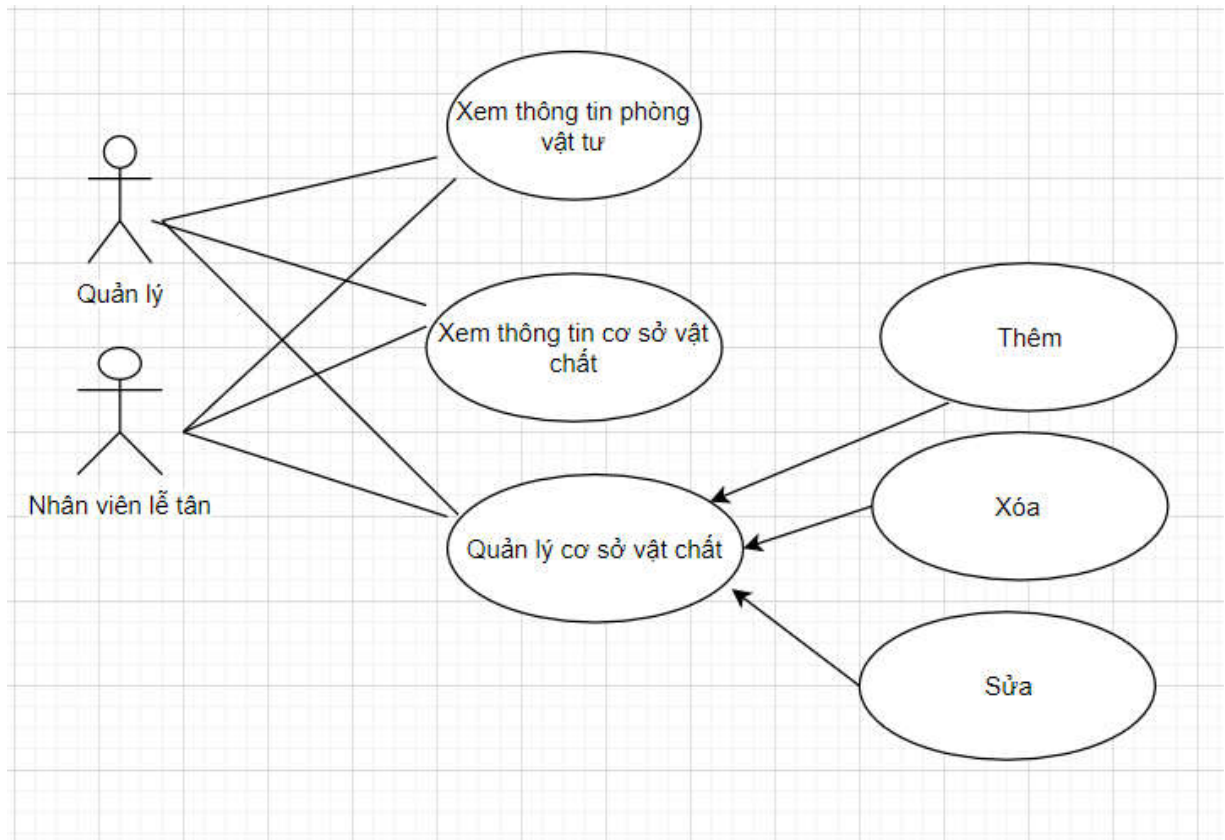 Xem thông tin phòng
vật tư
Quản lý
Xem thông tin cơ sở vật
chất
Thêm
Nhân viên lễ tân
Xóa
Quản lý cơ sở vật chất
Sửa